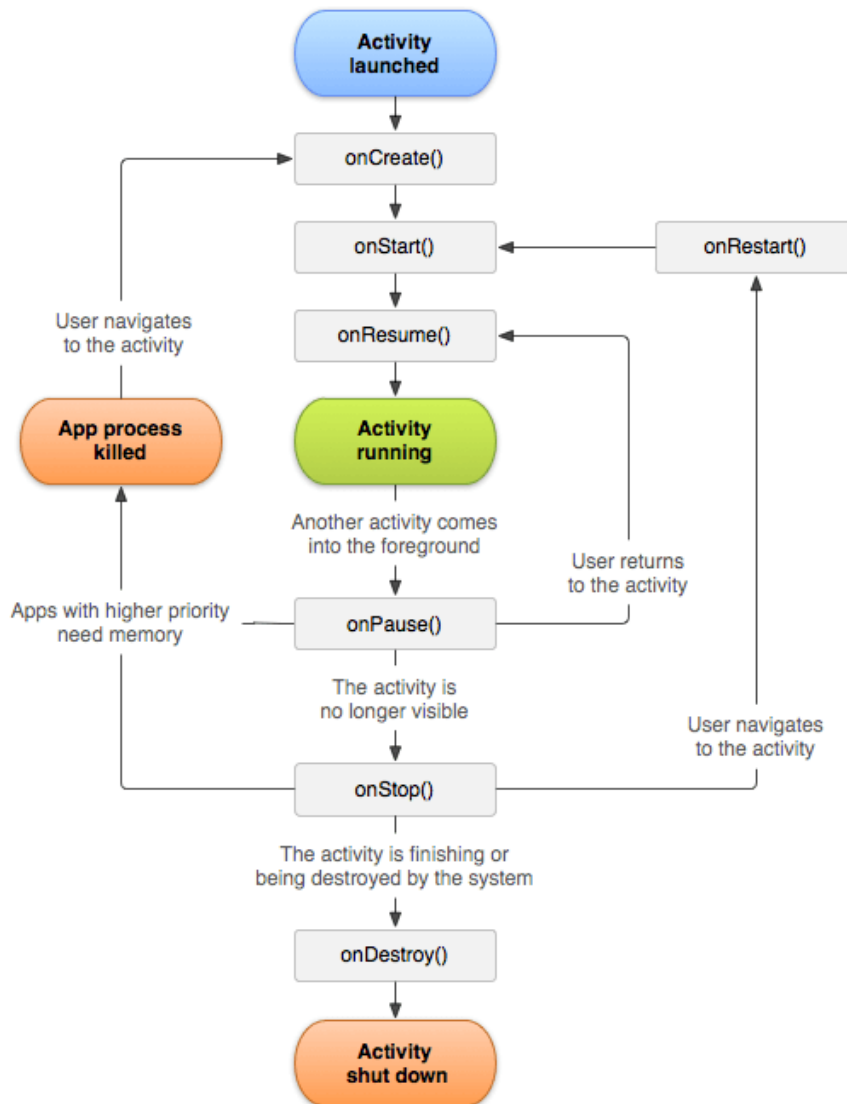 Activity
launched
onCreate()
onStart()
onRestart()
User navigates
to the activity
onResume()
App process
killed
Activity
running
Another activity comes
into the foreground
User returns
to the activity
Apps with higher priority
need memory
onPause()
The activity is
no longer visible
User navigates
to the activity
onStop()
The activity is finishing or
being destroyed by the system
onDestroy()
Activity
shut down